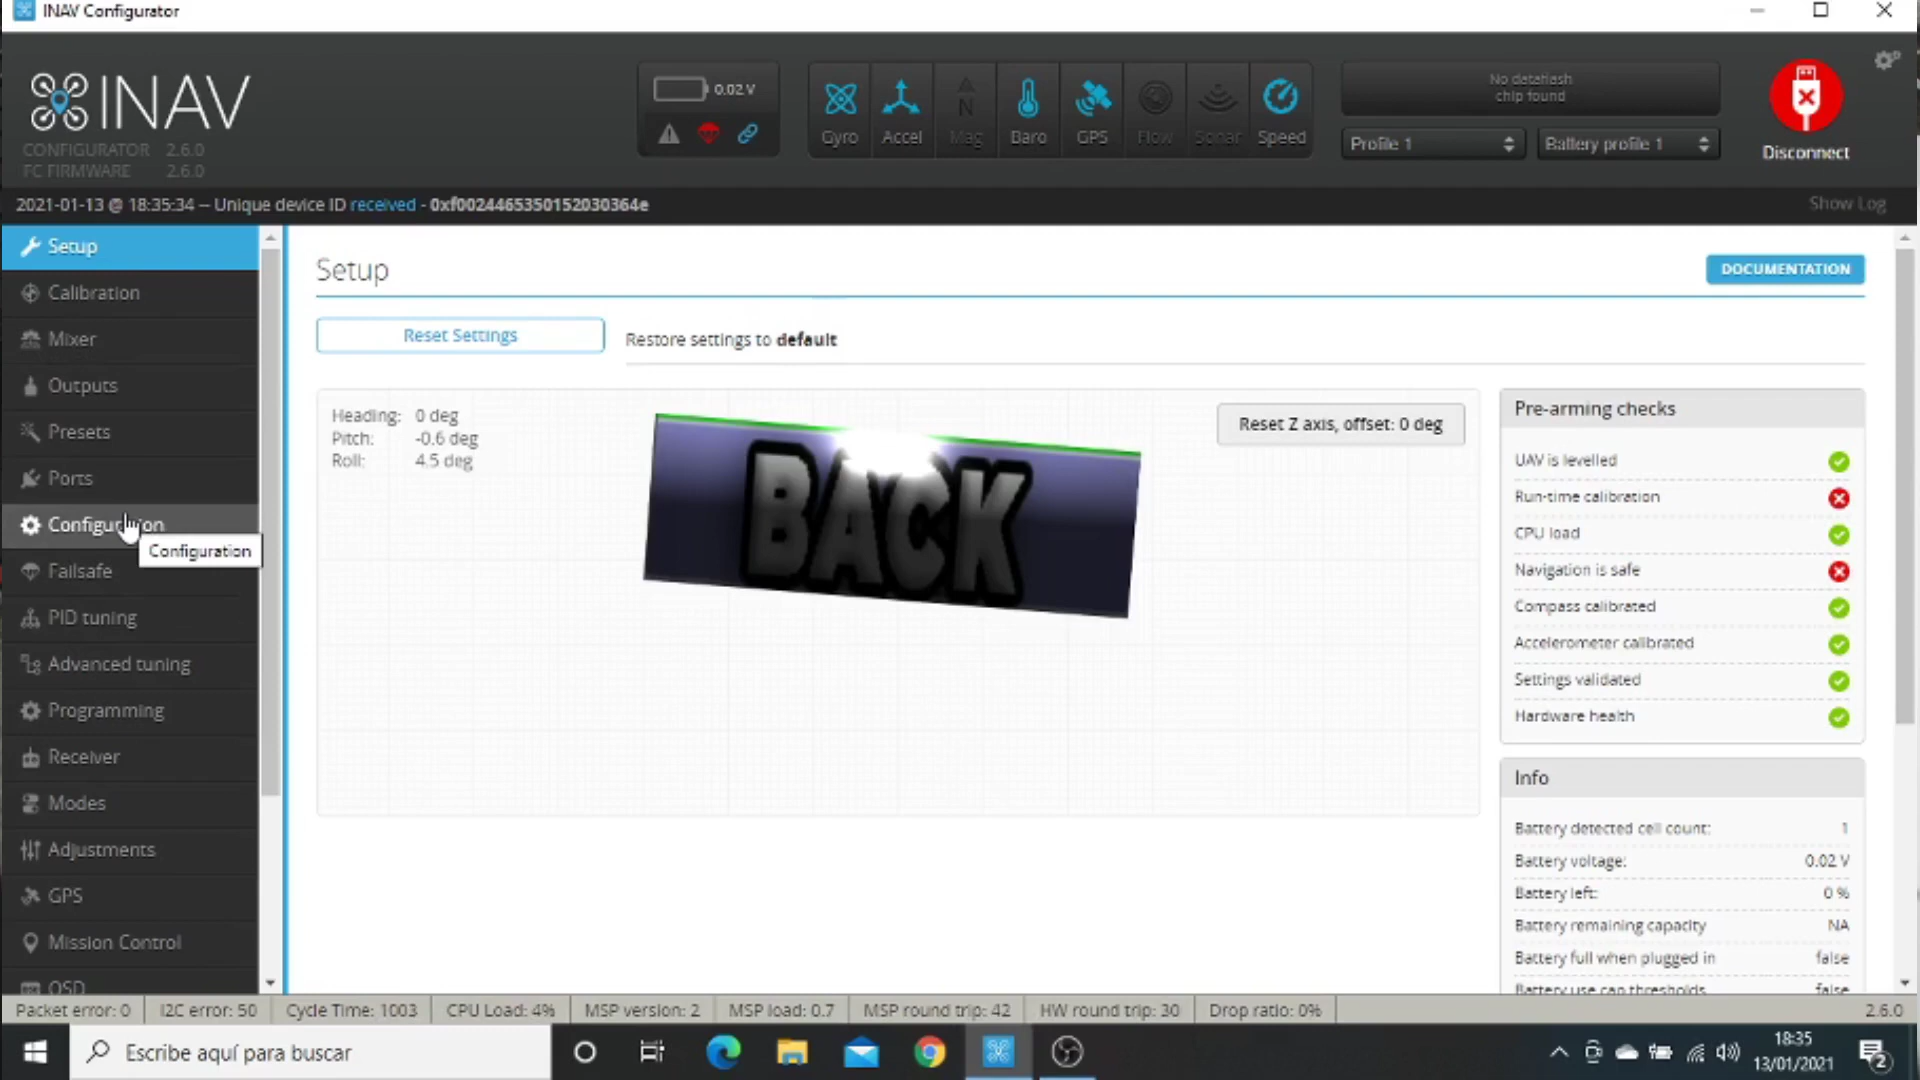 INAV Configurator
INAV
CONFIGURATOR 2.6.0
FC FIRMWARE 2.6.0
0.02 V
Gyro
Accel
Mag
Baro
GPS
Flow
Sonar
Speed
No dataflash
chip found
Profile 1
Battery profile 1
Disconnect
2021-01-13 @ 18:35:34 -- Unique device ID received - 0xf002446535015203​0364e
Show Log
Setup
Calibration
Mixer
Outputs
Presets
Ports
Configuration
Configuration
Failsafe
PID tuning
Advanced tuning
Programming
Receiver
Modes
Adjustments
GPS
Mission Control
OSD
Setup
DOCUMENTATION
Reset Settings
Restore settings to default
Heading: 0 deg
Pitch: -0.6 deg
Roll: 4.5 deg
BACK
Reset Z axis, offset: 0 deg
Pre-arming checks
UAV is levelled
Run-time calibration
CPU load
Navigation is safe
Compass calibrated
Accelerometer calibrated
Settings validated
Hardware health
Info
Battery detected cell count: 1
Battery voltage: 0.02 V
Battery left: 0 %
Battery remaining capacity NA
Battery full when plugged in false
Battery use cap thresholds false
Packet error: 0
I2C error: 50
Cycle Time: 1003
CPU Load: 4%
MSP version: 2
MSP load: 0.7
MSP round trip: 42
HW round trip: 30
Drop ratio: 0%
2.6.0
Escribe aquí para buscar
18:35
13/01/2021
2